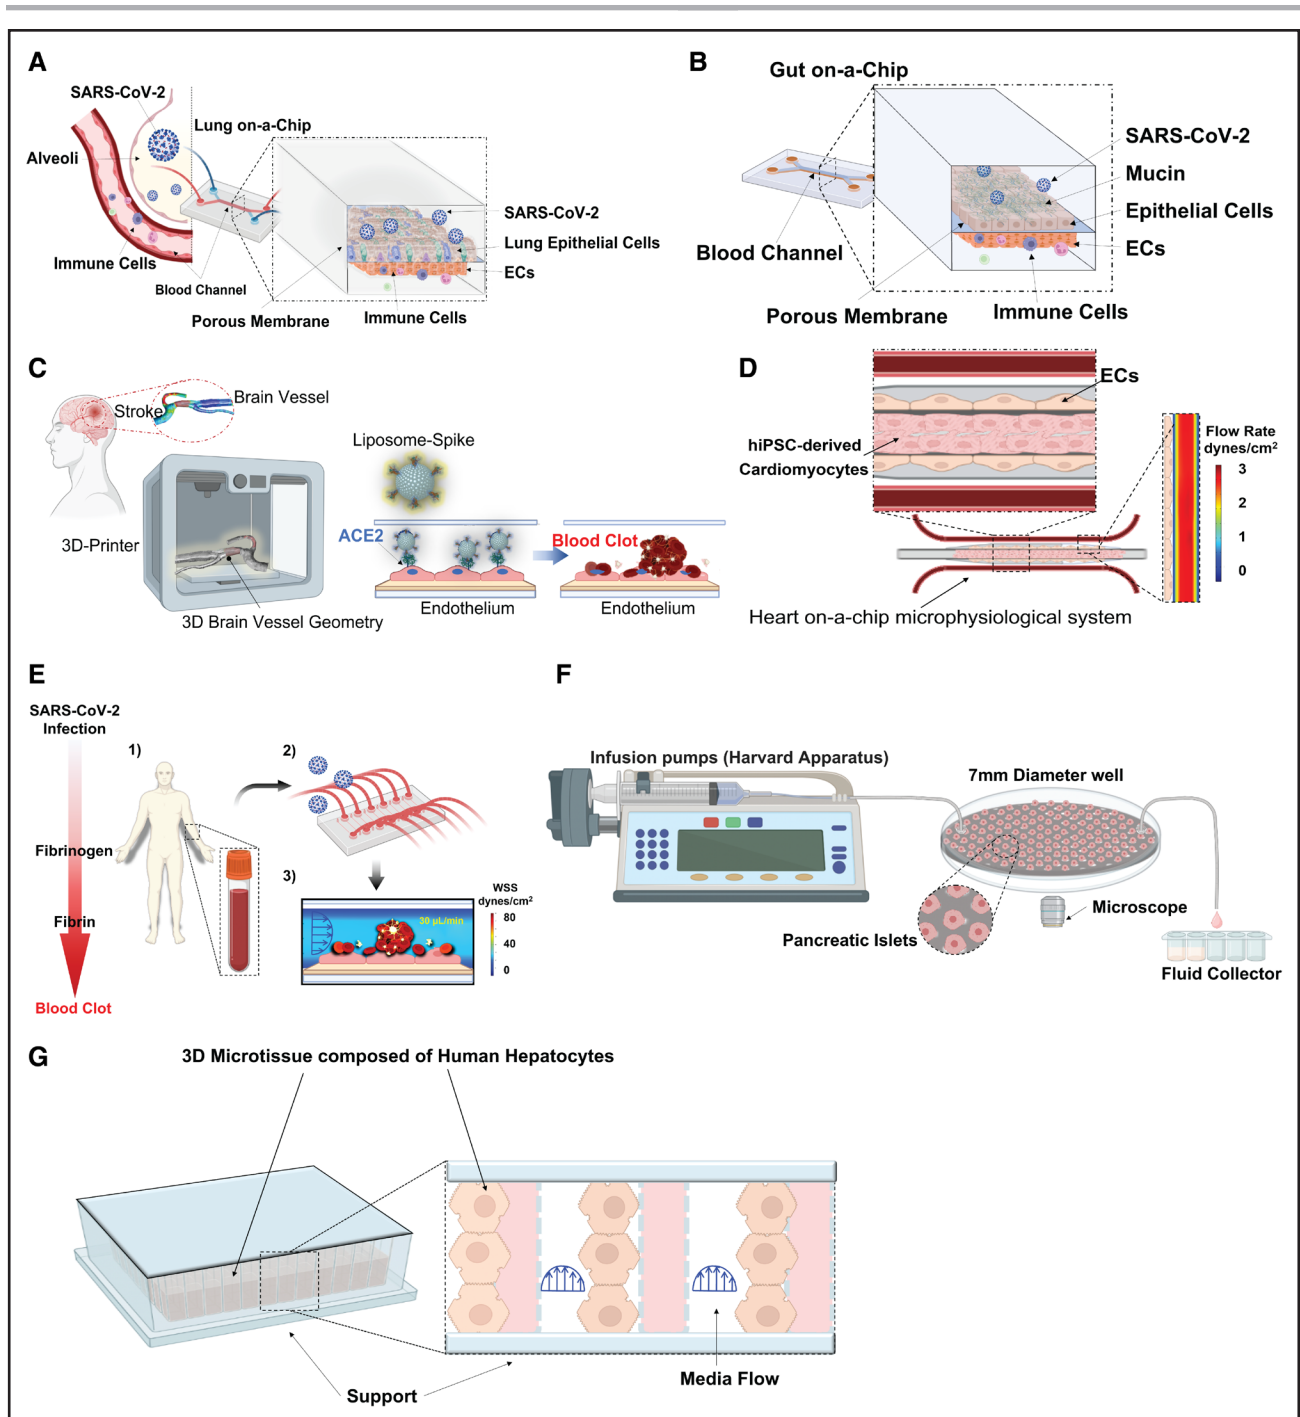 A
SARS-CoV-2
Lung on-a-Chip
Alveoli
SARS-CoV-2
Lung Epithelial Cells
ECs
Immune Cells
Blood Channel
Porous Membrane
Immune Cells
B
Gut on-a-Chip
SARS-CoV-2
Mucin
Epithelial Cells
ECs
Blood Channel
Porous Membrane
Immune Cells
C
Stroke
Brain Vessel
Liposome-Spike
3D-Printer
ACE2
Blood Clot
Endothelium
Endothelium
3D Brain Vessel Geometry
D
ECs
hiPSC-derived
Cardiomyocytes
Flow Rate
dynes/cm2
3
2
1
0
Heart on-a-chip microphysiological system
E
SARS-CoV-2
Infection
1)
2)
Fibrinogen
3)
WSS
dynes/cm2
30 µL/min
80
40
0
Fibrin
Blood Clot
F
Infusion pumps (Harvard Apparatus)
7mm Diameter well
Microscope
Pancreatic Islets
Fluid Collector
G
3D Microtissue composed of Human Hepatocytes
Media Flow
Support